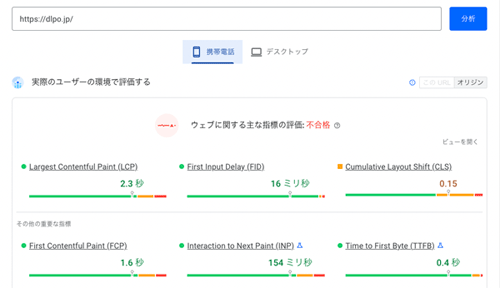 https://dlpo.jp/
分析
携帯電話
デスクトップ
実際のユーザーの環境で評価する
この URL
オリジン
ウェブに関する主な指標の評価: 不合格
ビューを開く
Largest Contentful Paint (LCP)
First Input Delay (FID)
Cumulative Layout Shift (CLS)
2.3 秒
16 ミリ秒
0.15
その他の重要な指標
First Contentful Paint (FCP)
Interaction to Next Paint (INP)
Time to First Byte (TTFB)
1.6 秒
154 ミリ秒
0.4 秒